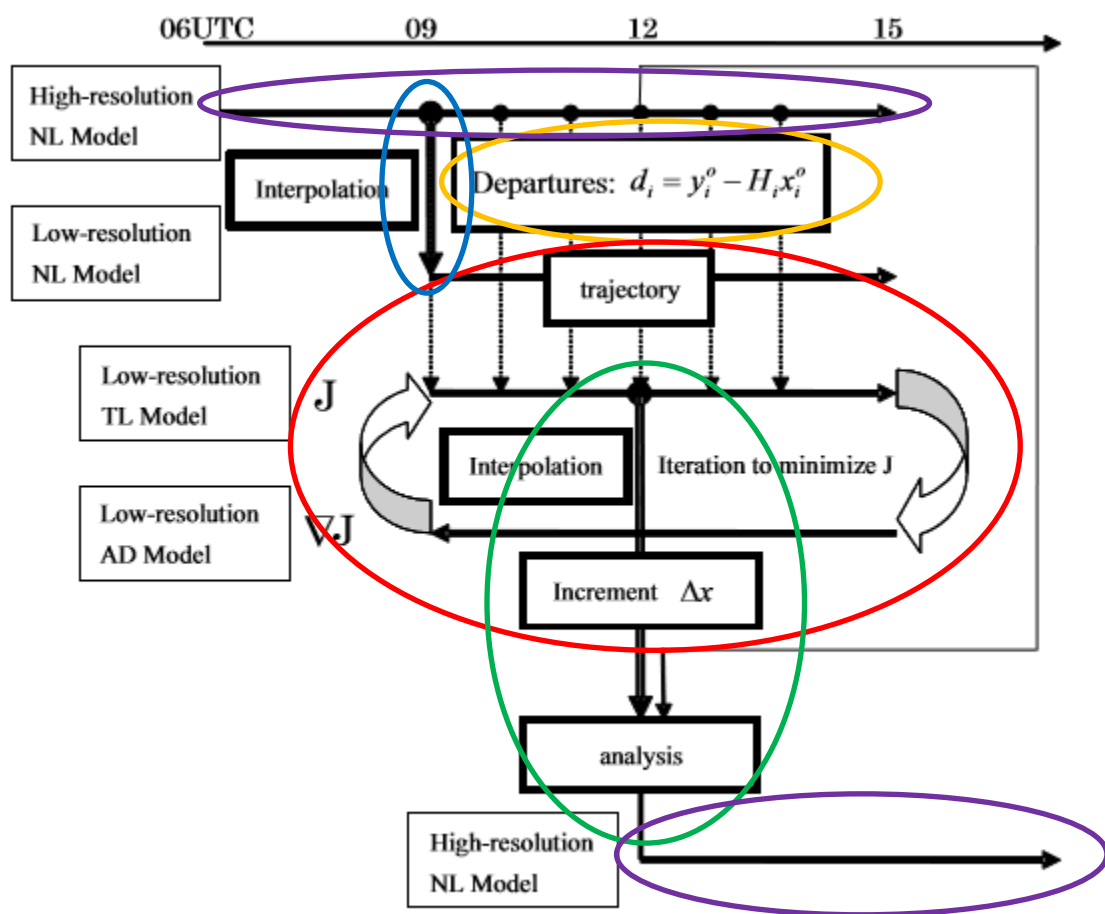 06UTC 09 12 15
High-resolution
NL Model
Interpolation
Departures: $d_i = y_i^o - H_i x_i^o$
Low-resolution
NL Model
trajectory
Low-resolution
TL Model
J
Interpolation
Iteration to minimize J
Low-resolution
AD Model
∇J
Increment Δx
analysis
High-resolution
NL Model